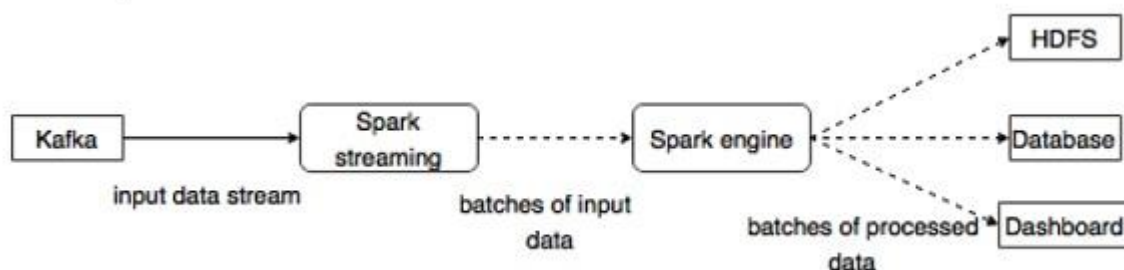 HDFS
Kafka
Spark
streaming
Spark engine
Database
input data stream
batches of input
data
batches of processed
data
Dashboard